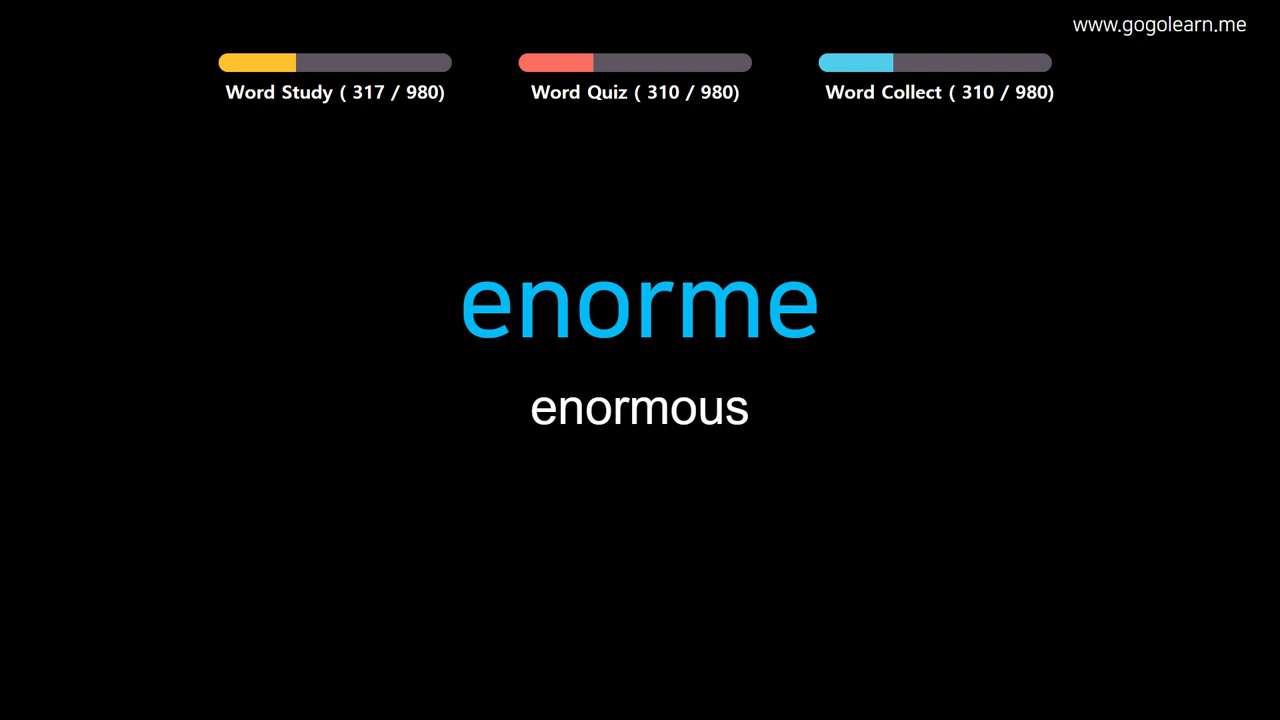 www.gogolearn.me
Word Study ( 317 / 980)
Word Quiz ( 310 / 980)
Word Collect ( 310 / 980)
enorme
enormous